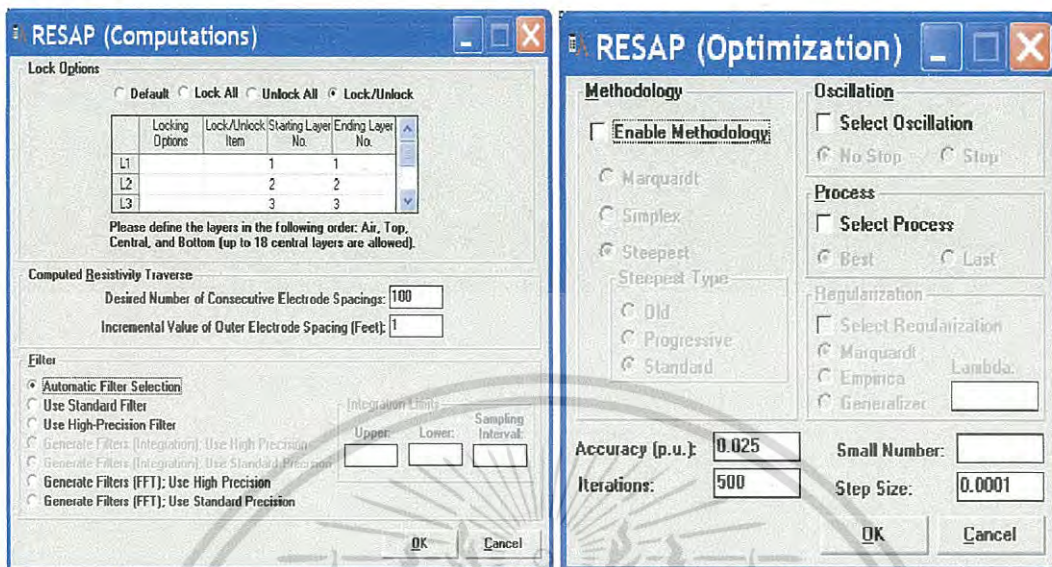 RESAP (Computations)
Lock Options
Default Lock All Unlock All Lock/Unlock
Locking Options Lock/Unlock Item Starting Layer No. Ending Layer No.
L1 1 1
L2 2 2
L3 3 3
Please define the layers in the following order: Air, Top,
Central, and Bottom (up to 18 central layers are allowed).
Computed Resistivity Traverse
Desired Number of Consecutive Electrode Spacings: 100
Incremental Value of Outer Electrode Spacing (Feet): 1
Filter
Automatic Filter Selection
Use Standard Filter
Use High-Precision Filter
Generate Filters (Integration); Use High Precision
Generate Filters (Integration); Use Standard Precision
Generate Filters (FFT); Use High Precision
Generate Filters (FFT); Use Standard Precision
Integration Limits
Upper: Lower: Sampling Interval:
OK Cancel
RESAP (Optimization)
Methodology
Enable Methodology
Marquardt
Simplex
Steepest
Steepest Type
Old
Progressive
Standard
Oscillation
Select Oscillation
No Stop Stop
Process
Select Process
Best Last
Regularization
Select Regularization
Marquardt
Empirica
Generalizer
Lambda:
Accuracy (p.u.): 0.025
Small Number:
Iterations: 500
Step Size: 0.0001
OK Cancel